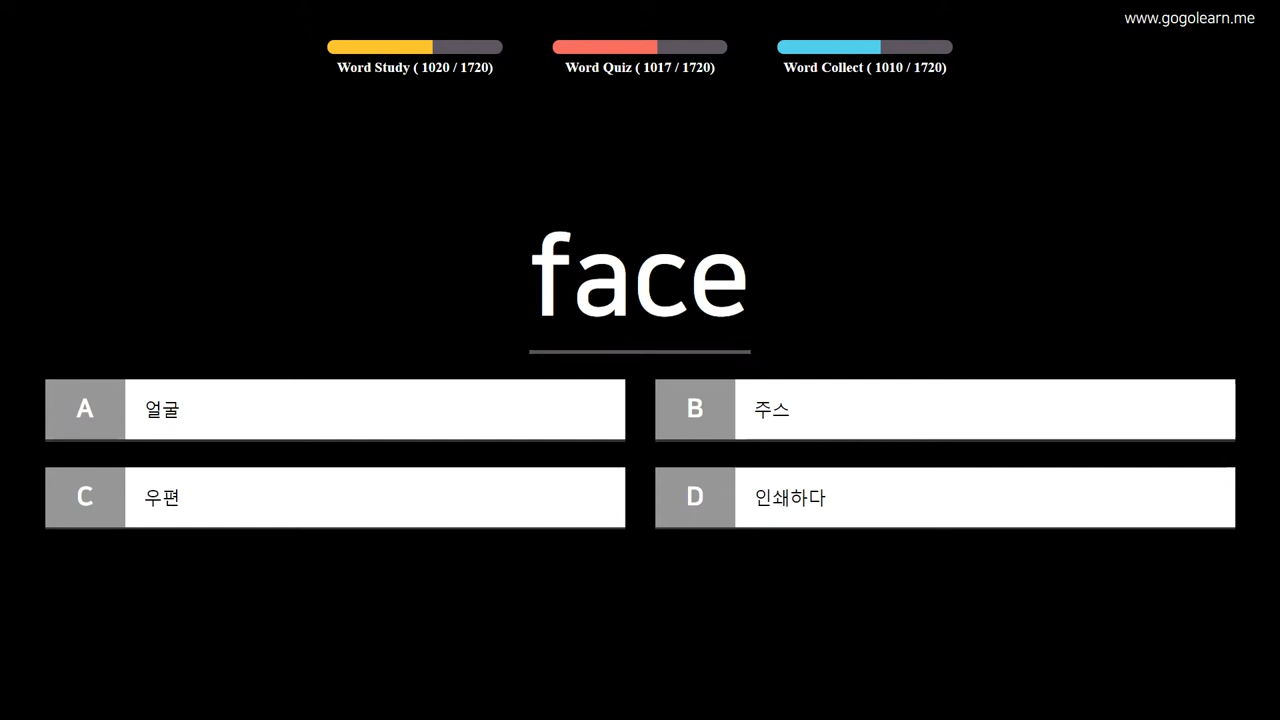 www.gogolearn.me
Word Study ( 1020 / 1720)
Word Quiz ( 1017 / 1720)
Word Collect ( 1010 / 1720)
face
A 얼굴
B 주스
C 우편
D 인쇄하다